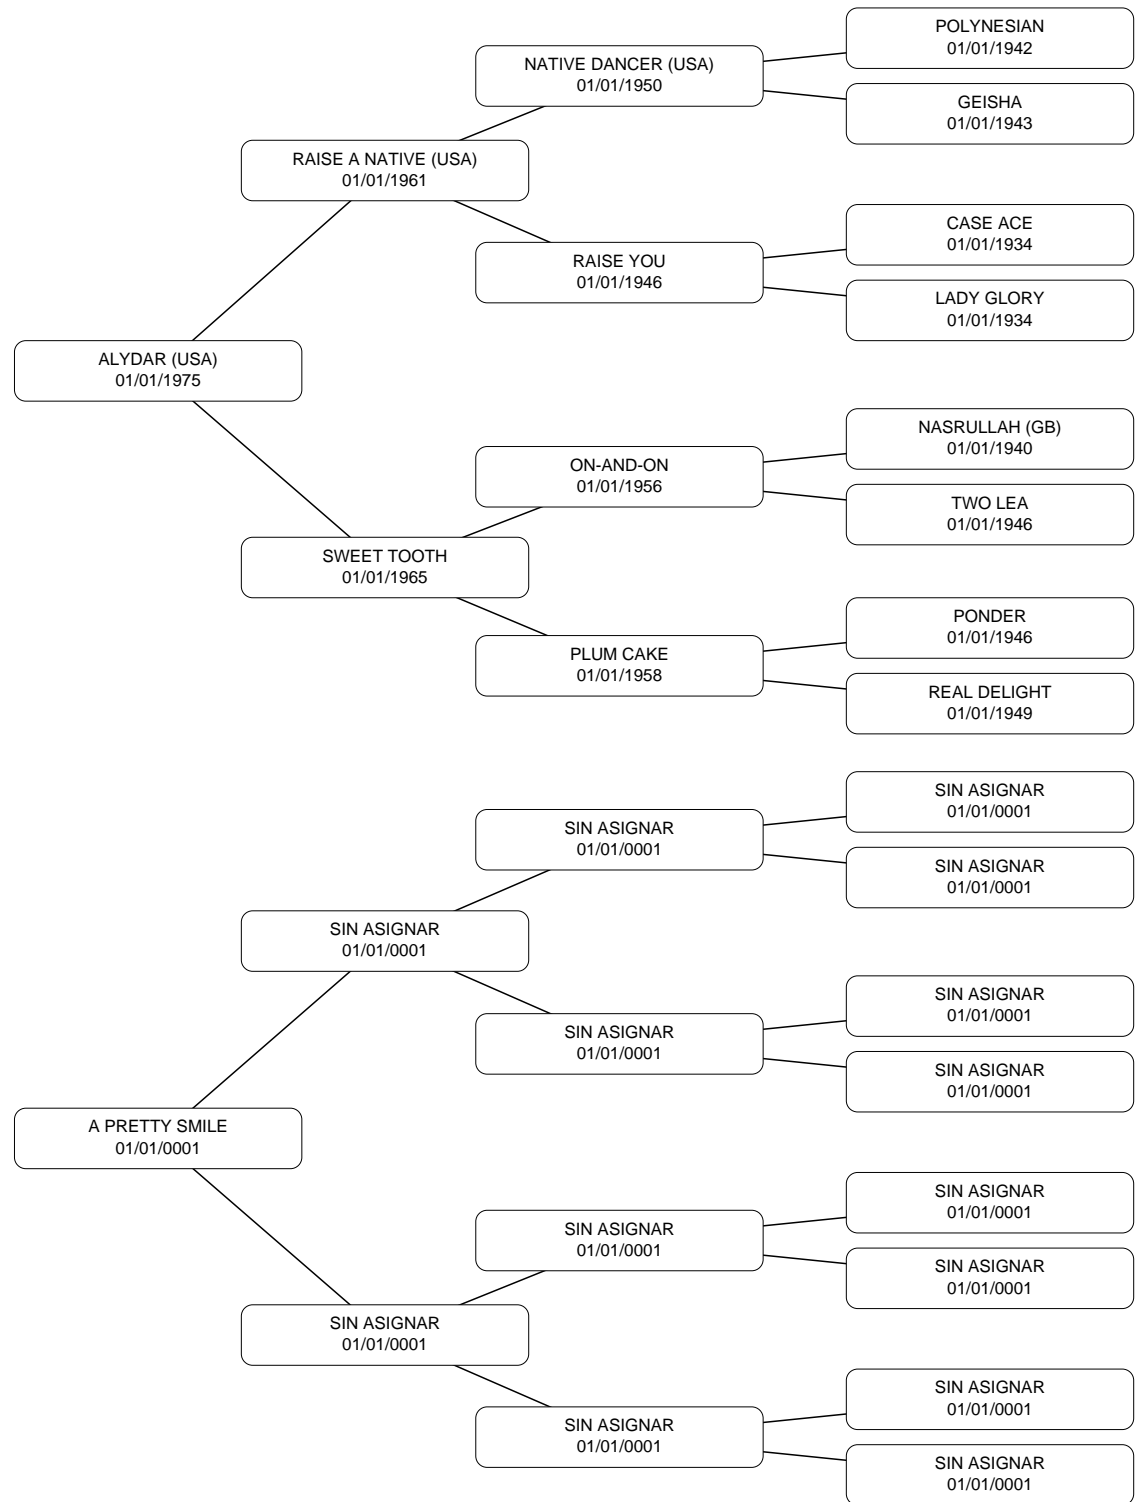 POLYNESIAN
01/01/1942
NATIVE DANCER (USA)
01/01/1950
GEISHA
01/01/1943
RAISE A NATIVE (USA)
01/01/1961
CASE ACE
01/01/1934
RAISE YOU
01/01/1946
LADY GLORY
01/01/1934
ALYDAR (USA)
01/01/1975
NASRULLAH (GB)
01/01/1940
ON-AND-ON
01/01/1956
TWO LEA
01/01/1946
SWEET TOOTH
01/01/1965
PONDER
01/01/1946
PLUM CAKE
01/01/1958
REAL DELIGHT
01/01/1949
SIN ASIGNAR
01/01/0001
SIN ASIGNAR
01/01/0001
SIN ASIGNAR
01/01/0001
SIN ASIGNAR
01/01/0001
SIN ASIGNAR
01/01/0001
SIN ASIGNAR
01/01/0001
SIN ASIGNAR
01/01/0001
A PRETTY SMILE
01/01/0001
SIN ASIGNAR
01/01/0001
SIN ASIGNAR
01/01/0001
SIN ASIGNAR
01/01/0001
SIN ASIGNAR
01/01/0001
SIN ASIGNAR
01/01/0001
SIN ASIGNAR
01/01/0001
SIN ASIGNAR
01/01/0001